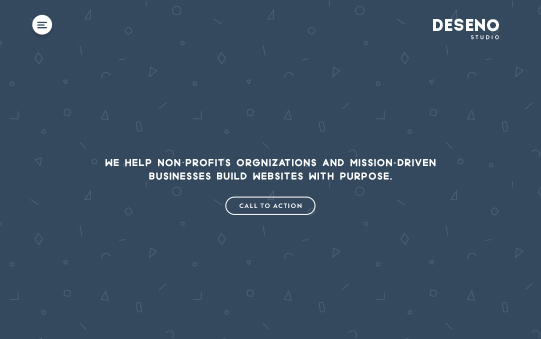 DESENO
STUDIO
WE HELP NON-PROFITS ORGNIZATIONS AND MISSION-DRIVEN
BUSINESSES BUILD WEBSITES WITH PURPOSE.
CALL TO ACTION